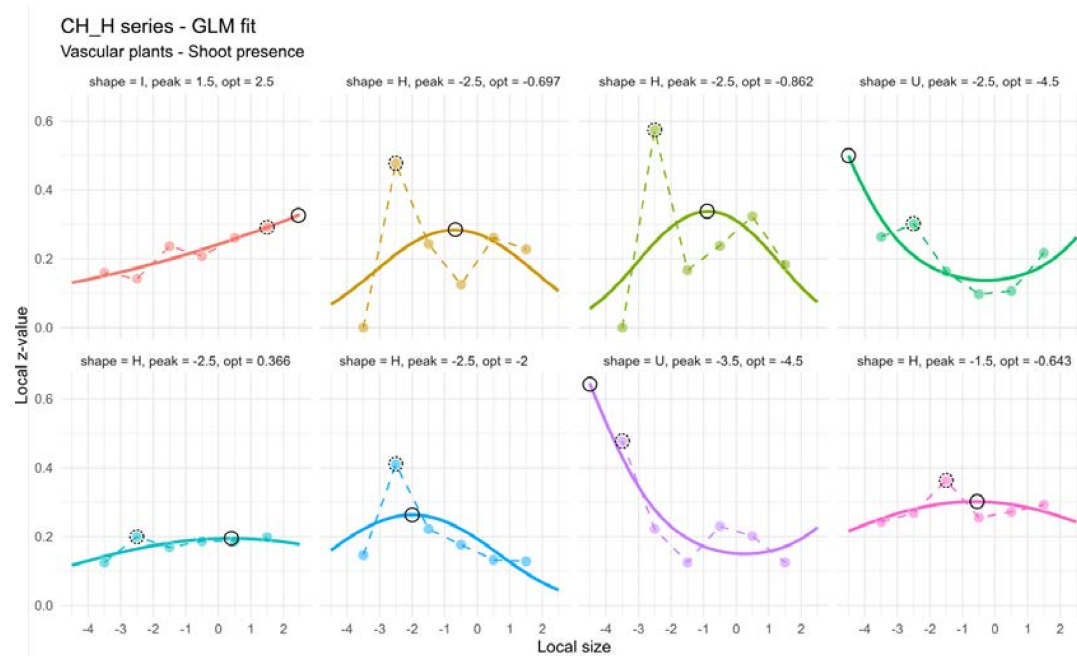 CH_H series - GLM fit
Vascular plants - Shoot presence
shape = I, peak = 1.5, opt = 2.5
shape = H, peak = -2.5, opt = -0.697
shape = H, peak = -2.5, opt = -0.862
shape = U, peak = -2.5, opt = -4.5
0.6
0.4
0.2
0.0
Local z-value
shape = H, peak = -2.5, opt = 0.366
shape = H, peak = -2.5, opt = -2
shape = U, peak = -3.5, opt = -4.5
shape = H, peak = -1.5, opt = -0.643
0.6
0.4
0.2
0.0
-4 -3 -2 -1 0 1 2
-4 -3 -2 -1 0 1 2
-4 -3 -2 -1 0 1 2
-4 -3 -2 -1 0 1 2
Local size